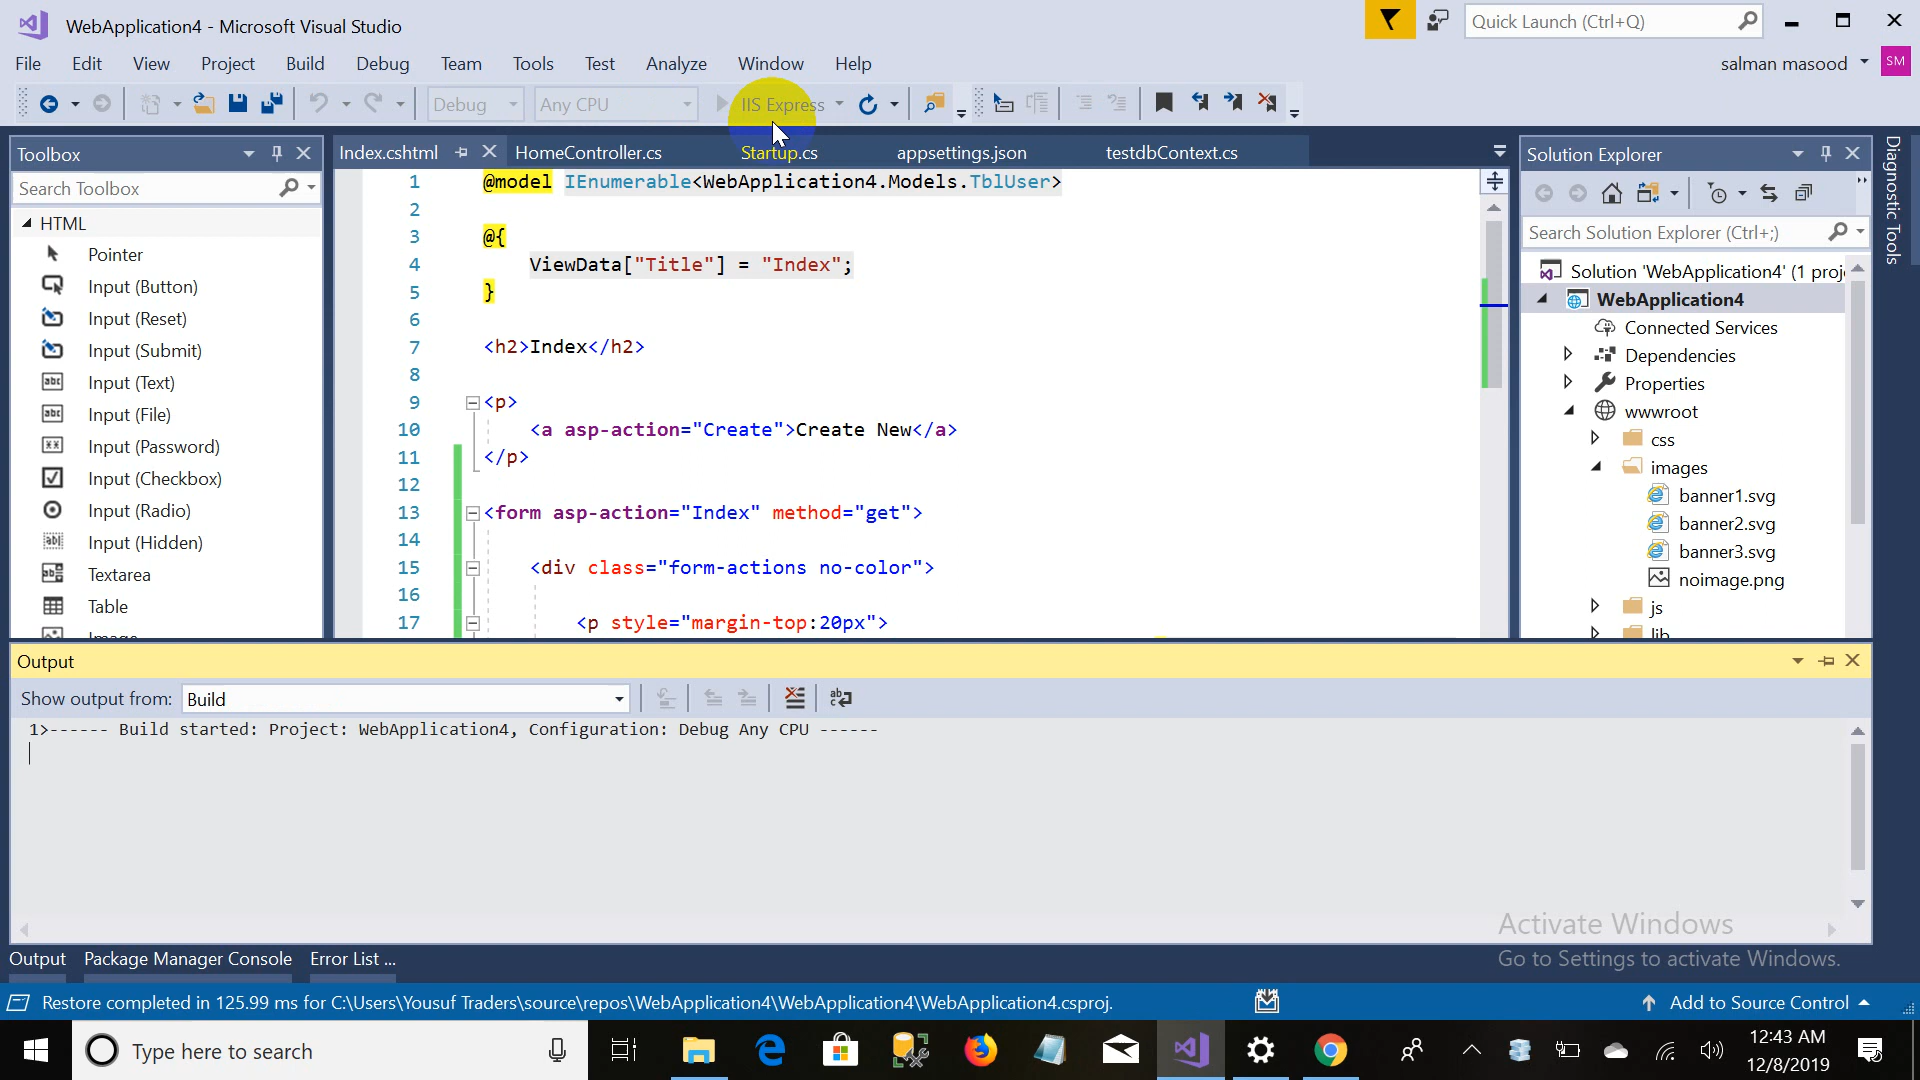 WebApplication4 - Microsoft Visual Studio
Quick Launch (Ctrl+Q)
File Edit View Project Build Debug Team Tools Test Analyze Window Help
salman masood
SM
Debug
Any CPU
IIS Express
Toolbox
Search Toolbox
HTML
Pointer
Input (Button)
Input (Reset)
Input (Submit)
Input (Text)
Input (File)
Input (Password)
Input (Checkbox)
Input (Radio)
Input (Hidden)
Textarea
Table
Index.cshtml HomeController.cs Startup.cs appsettings.json testdbContext.cs
1 @model IEnumerable<WebApplication4.Models.TblUser>
2
3 @{
4 ViewData["Title"] = "Index";
5 }
6
7 <h2>Index</h2>
8
9 <p>
10 <a asp-action="Create">Create New</a>
11 </p>
12
13 <form asp-action="Index" method="get">
14
15 <div class="form-actions no-color">
16
17 <p style="margin-top:20px">
Solution Explorer
Search Solution Explorer (Ctrl+;)
Solution 'WebApplication4' (1 proj
WebApplication4
Connected Services
Dependencies
Properties
wwwroot
css
images
banner1.svg
banner2.svg
banner3.svg
noimage.png
js
lib
Diagnostic Tools
Output
Show output from: Build
1>------ Build started: Project: WebApplication4, Configuration: Debug Any CPU ------
Activate Windows
Go to Settings to activate Windows.
Output Package Manager Console Error List ...
Restore completed in 125.99 ms for C:\Users\Yousuf Traders\source\repos\WebApplication4\WebApplication4\WebApplication4.csproj.
Add to Source Control
Type here to search
12:43 AM
12/8/2019